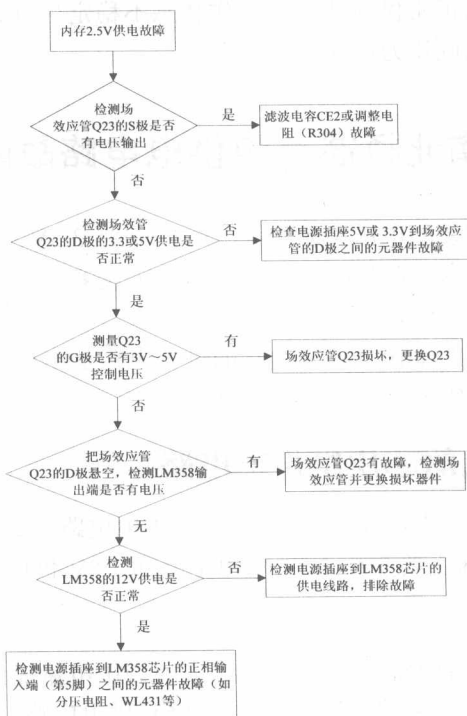 内存2.5V供电故障
检测场
效应管Q23的S极是否
有电压输出
是
滤波电容CE2或调整电
阻（R304）故障
否
检测场效管
Q23的D极的3.3或5V供电是
否正常
否
检查电源插座5V或 3.3V到场效应
管的D极之间的元器件故障
是
测量Q23
的G极是否有3V～5V
控制电压
有
场效应管Q23损坏，更换Q23
否
把场效应管
Q23的D极悬空，检测LM358输
出端是否有电压
有
场效应管Q23有故障，检测场
效应管并更换损坏器件
无
检测
LM358的12V供电是
否正常
否
检测电源插座到LM358芯片的
供电线路，排除故障
是
检测电源插座到LM358芯片的正相输
入端（第5脚）之间的元器件故障（如
分压电阻、WL431等）